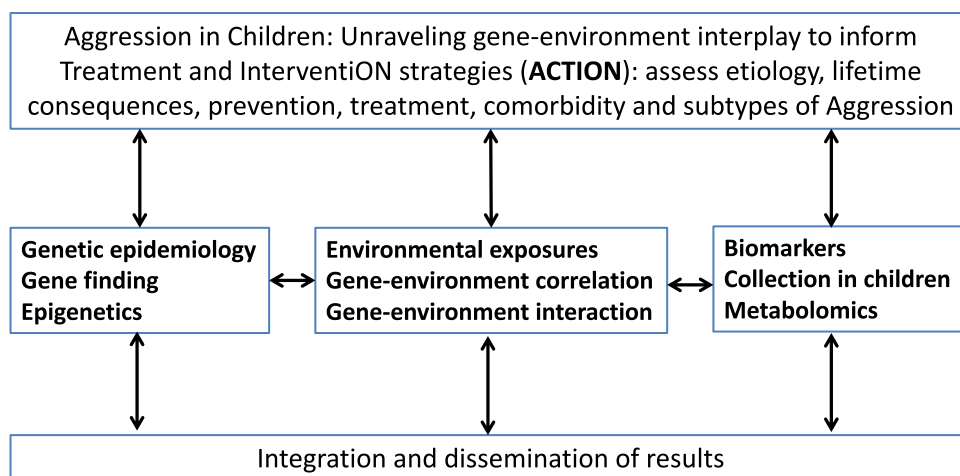 Aggression in Children: Unraveling gene-environment interplay to inform
Treatment and InterventiON strategies (ACTION): assess etiology, lifetime
consequences, prevention, treatment, comorbidity and subtypes of Aggression
Genetic epidemiology
Gene finding
Epigenetics
Environmental exposures
Gene-environment correlation
Gene-environment interaction
Biomarkers
Collection in children
Metabolomics
Integration and dissemination of results